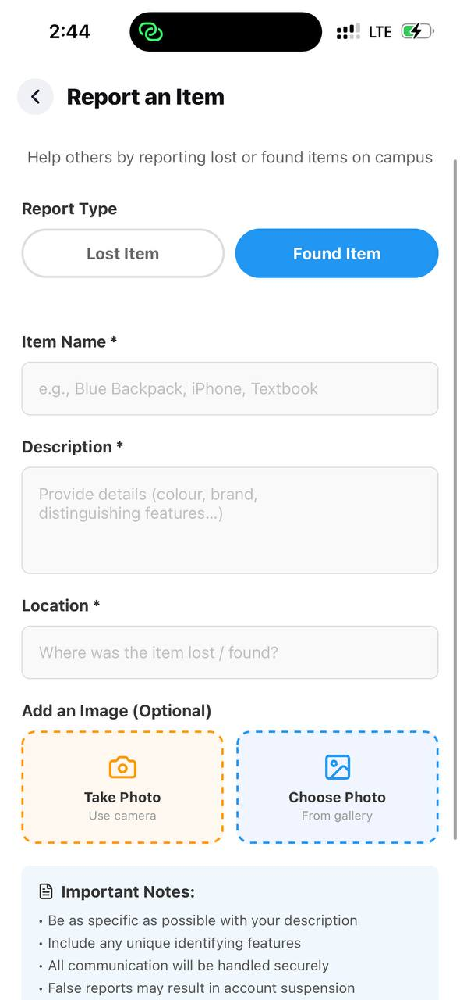 2:44
LTE
Report an Item
Help others by reporting lost or found items on campus
Report Type
Lost Item
Found Item
Item Name *
e.g., Blue Backpack, iPhone, Textbook
Description *
Provide details (colour, brand,
distinguishing features...)
Location *
Where was the item lost / found?
Add an Image (Optional)
Take Photo
Use camera
Choose Photo
From gallery
Important Notes:
• Be as specific as possible with your description
• Include any unique identifying features
• All communication will be handled securely
• False reports may result in account suspension